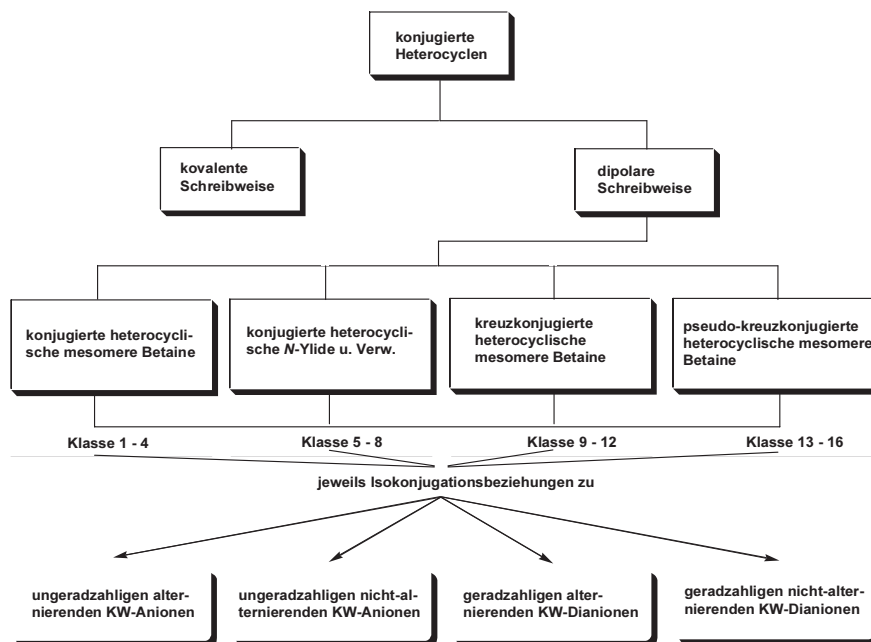 konjugierte
Heterocyclen
kovalente
Schreibweise
dipolare
Schreibweise
konjugierte heterocycli-
sche mesomere Betaine
konjugierte heterocycli-
sche N-Ylide u. Verw.
kreuzkonjugierte
heterocyclische
mesomere Betaine
pseudo-kreuzkonjugierte
heterocyclische mesomere
Betaine
Klasse 1 - 4
Klasse 5 - 8
Klasse 9 - 12
Klasse 13 - 16
jeweils Isokonjugationsbeziehungen zu
ungeradzahligen alter-
nierenden KW-Anionen
ungeradzahligen nicht-al-
ternierenden KW-Anionen
geradzahligen alter-
nierenden KW-Dianionen
geradzahligen nicht-alter-
nierenden KW-Dianionen